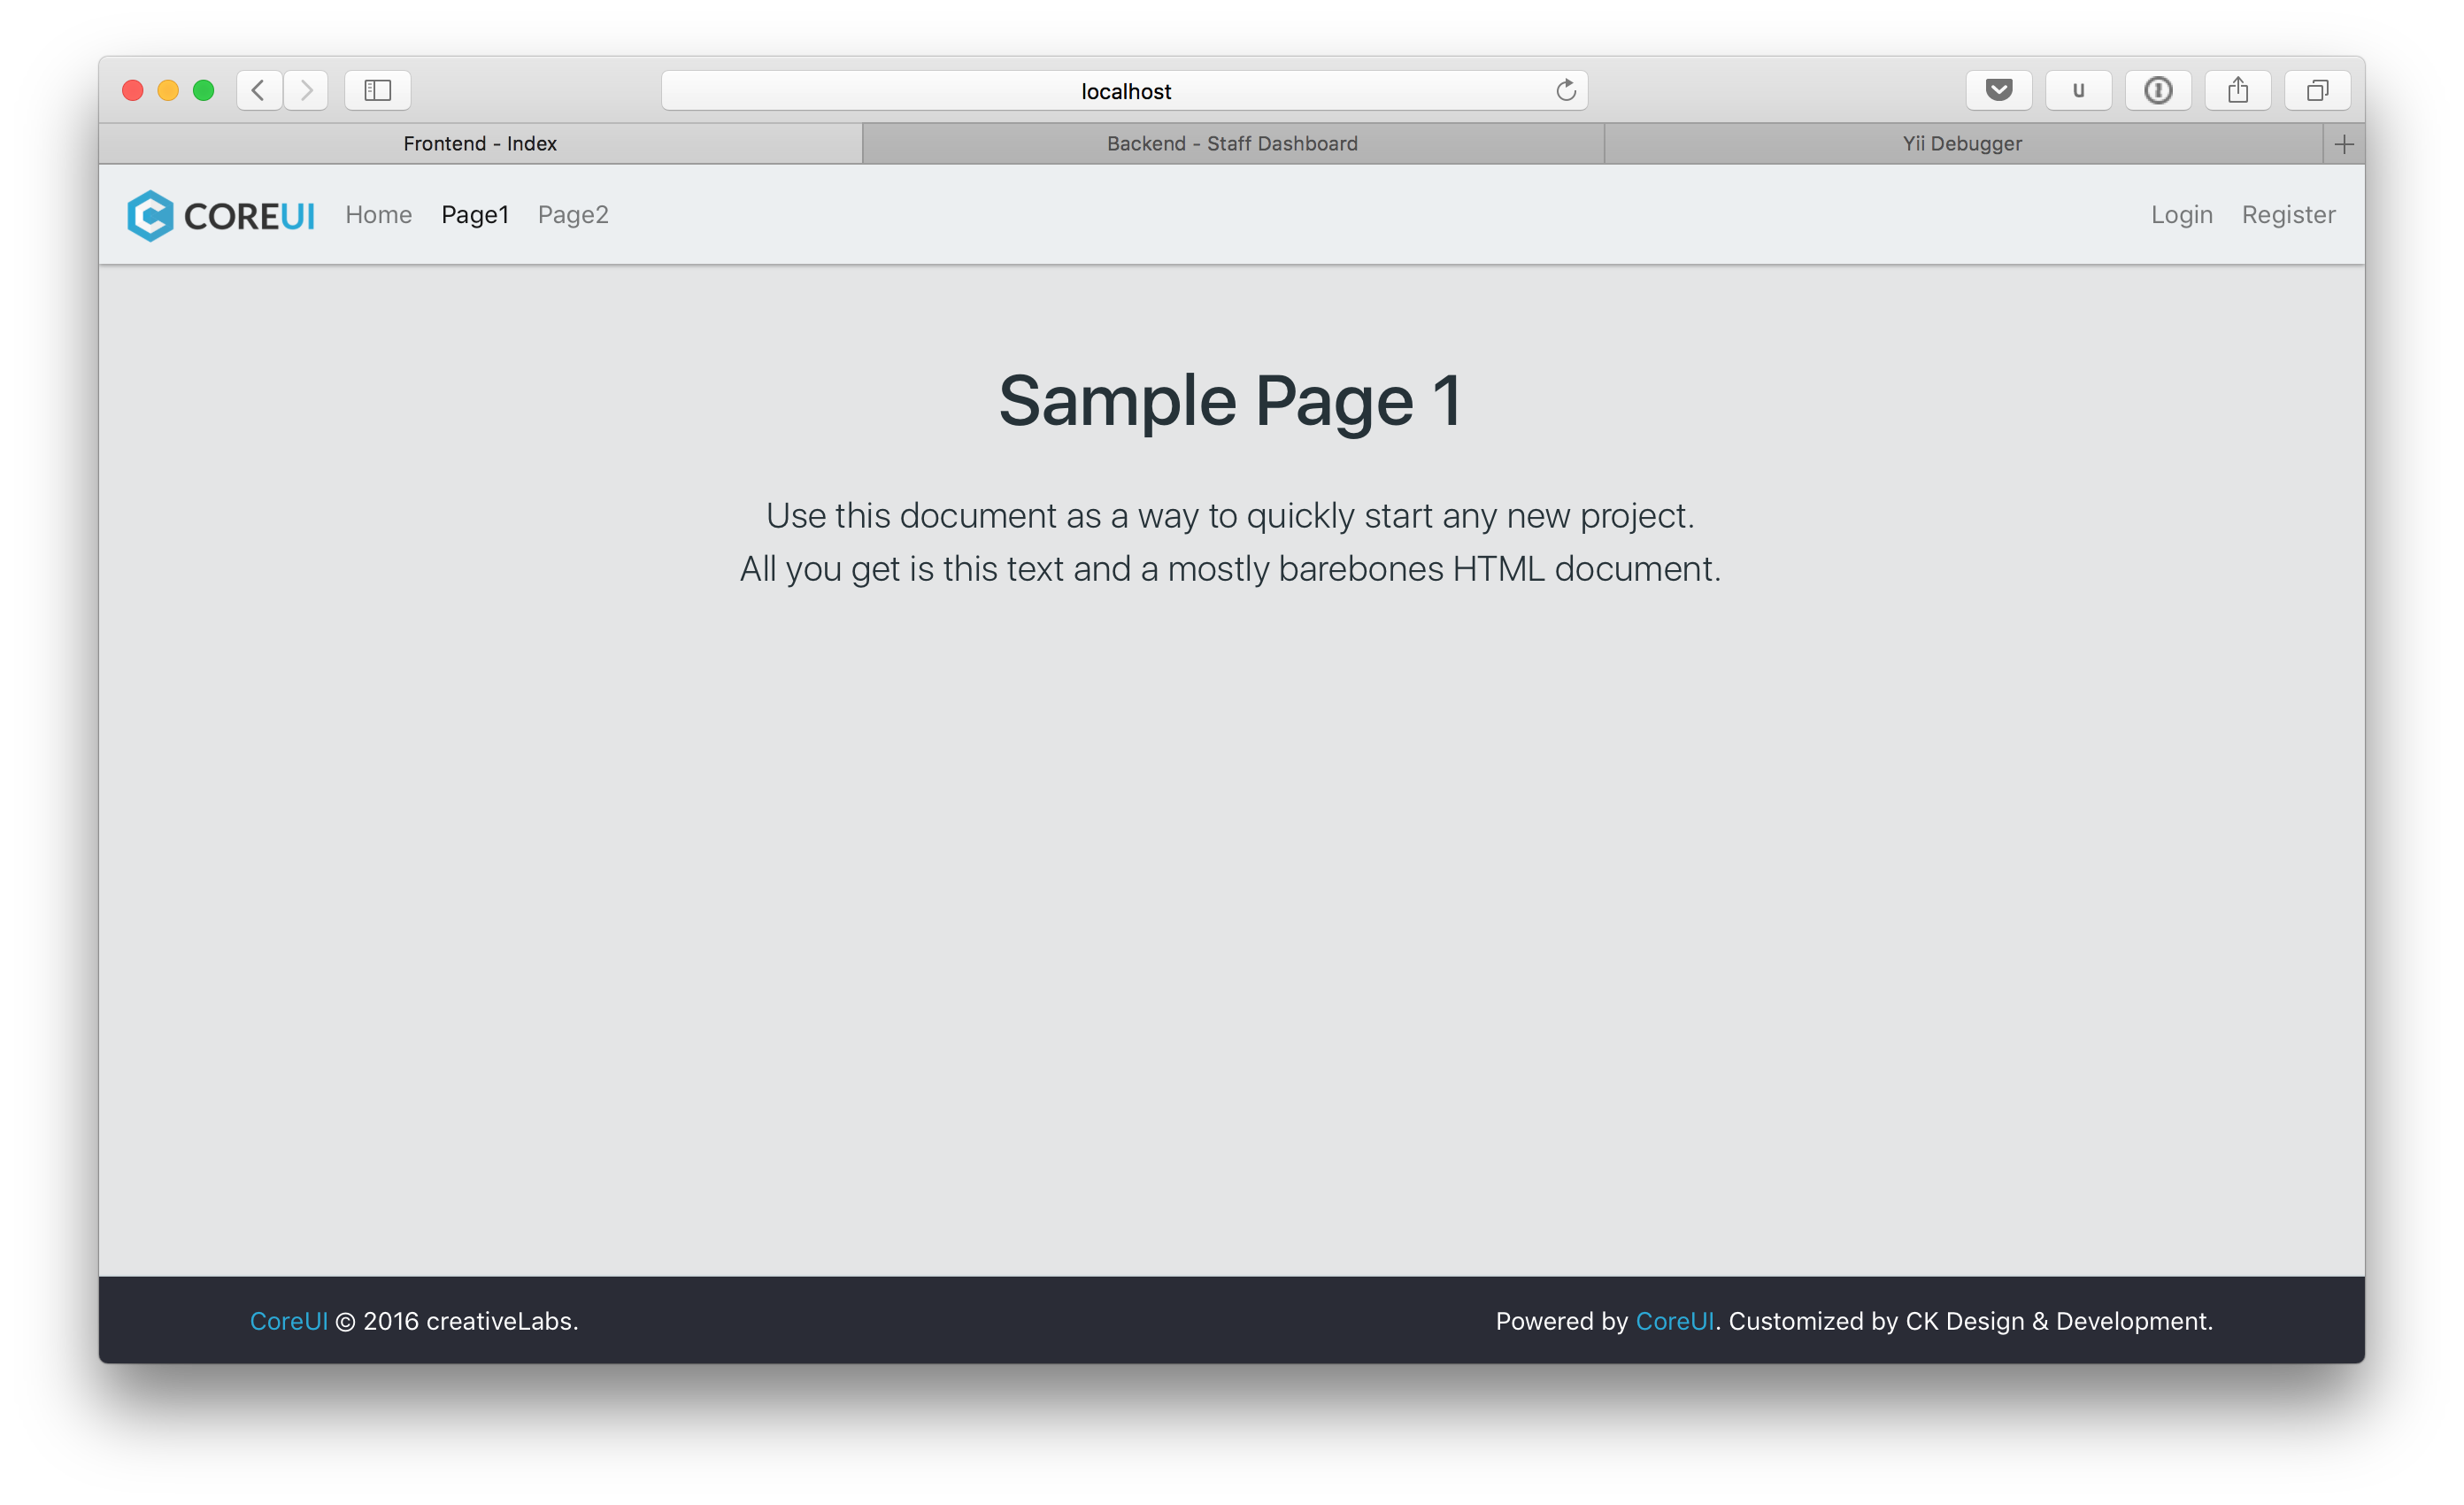 localhost
u
Frontend - Index
Backend - Staff Dashboard
Yii Debugger
COREUI
Home
Page1
Page2
Login
Register
Sample Page 1
Use this document as a way to quickly start any new project.
All you get is this text and a mostly barebones HTML document.
CoreUI © 2016 creativeLabs.
Powered by CoreUI. Customized by CK Design & Development.